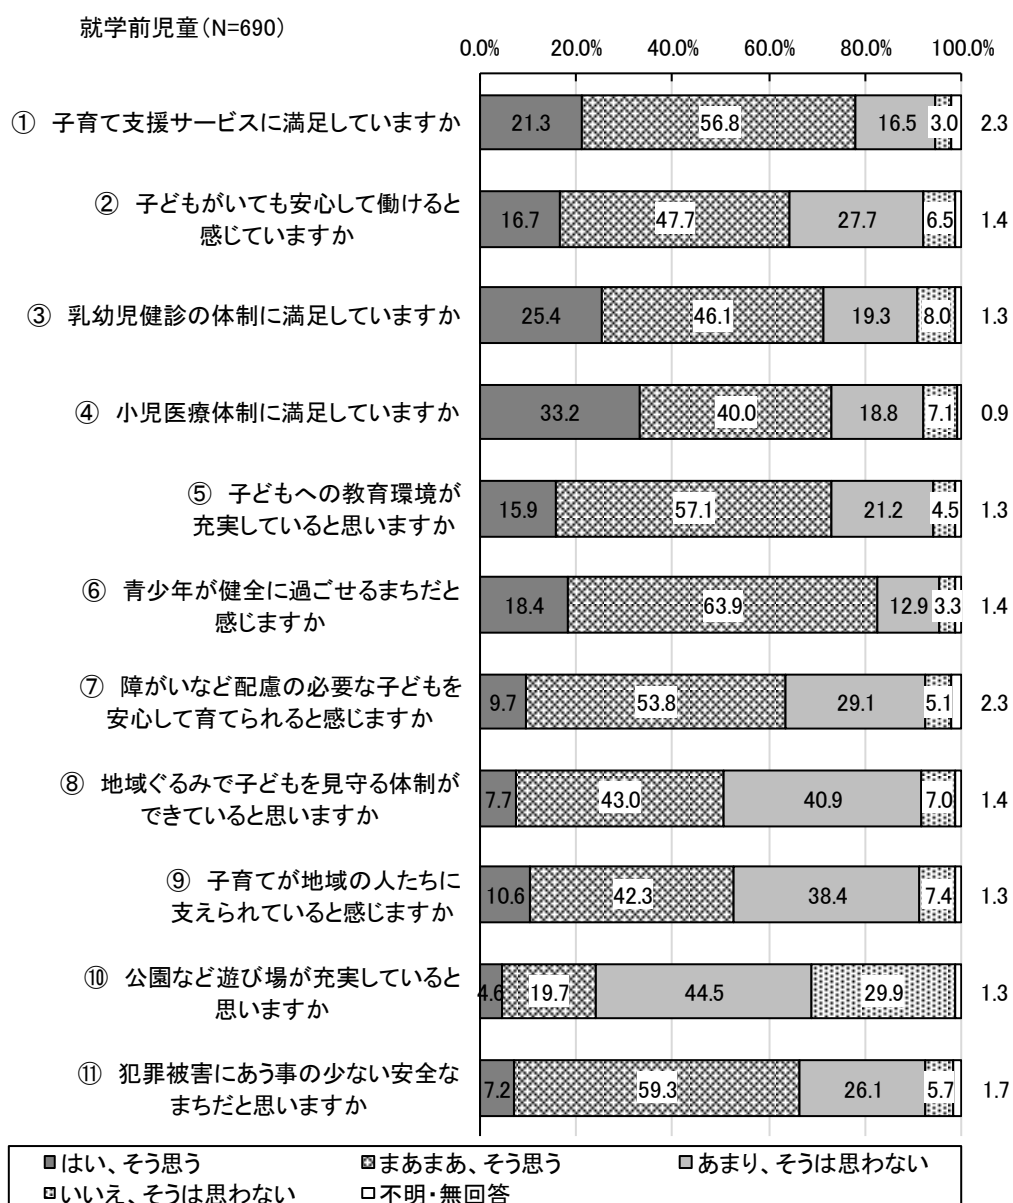 就学前児童(N=690)
0.0% 20.0% 40.0% 60.0% 80.0% 100.0%
① 子育て支援サービスに満足していますか 21.3 56.8 16.5 3.0 2.3
② 子どもがいても安心して働けると
感じていますか 16.7 47.7 27.7 6.5 1.4
③ 乳幼児健診の体制に満足していますか 25.4 46.1 19.3 8.0 1.3
④ 小児医療体制に満足していますか 33.2 40.0 18.8 7.1 0.9
⑤ 子どもへの教育環境が
充実していると思いますか 15.9 57.1 21.2 4.5 1.3
⑥ 青少年が健全に過ごせるまちだと
感じますか 18.4 63.9 12.9 3.3 1.4
⑦ 障がいなど配慮の必要な子どもを
安心して育てられると感じますか 9.7 53.8 29.1 5.1 2.3
⑧ 地域ぐるみで子どもを見守る体制が
できていると思いますか 7.7 43.0 40.9 7.0 1.4
⑨ 子育てが地域の人たちに
支えられていると感じますか 10.6 42.3 38.4 7.4 1.3
⑩ 公園など遊び場が充実していると
思いますか 4.6 19.7 44.5 29.9 1.3
⑪ 犯罪被害にあう事の少ない安全な
まちだと思いますか 7.2 59.3 26.1 5.7 1.7
はい、そう思う まあまあ、そう思う あまり、そうは思わない
いいえ、そうは思わない 不明・無回答